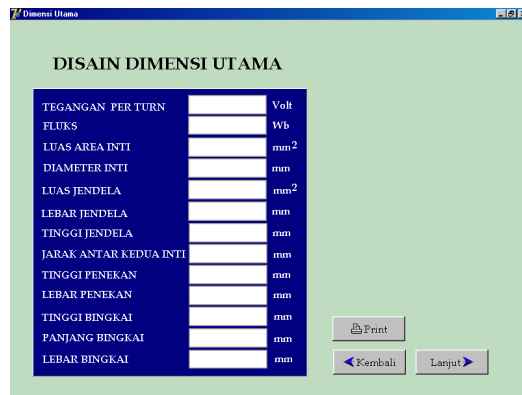 Dimensi Utama
DISAIN DIMENSI UTAMA
TEGANGAN PER TURN Volt
FLUKS Wb
LUAS AREA INTI mm2
DIAMETER INTI mm
LUAS JENDELA mm2
LEBAR JENDELA mm
TINGGI JENDELA mm
JARAK ANTAR KEDUA INTI mm
TINGGI PENEKAN mm
LEBAR PENEKAN mm
TINGGI BINGKAI mm
PANJANG BINGKAI mm
LEBAR BINGKAI mm
Print
Kembali Lanjut